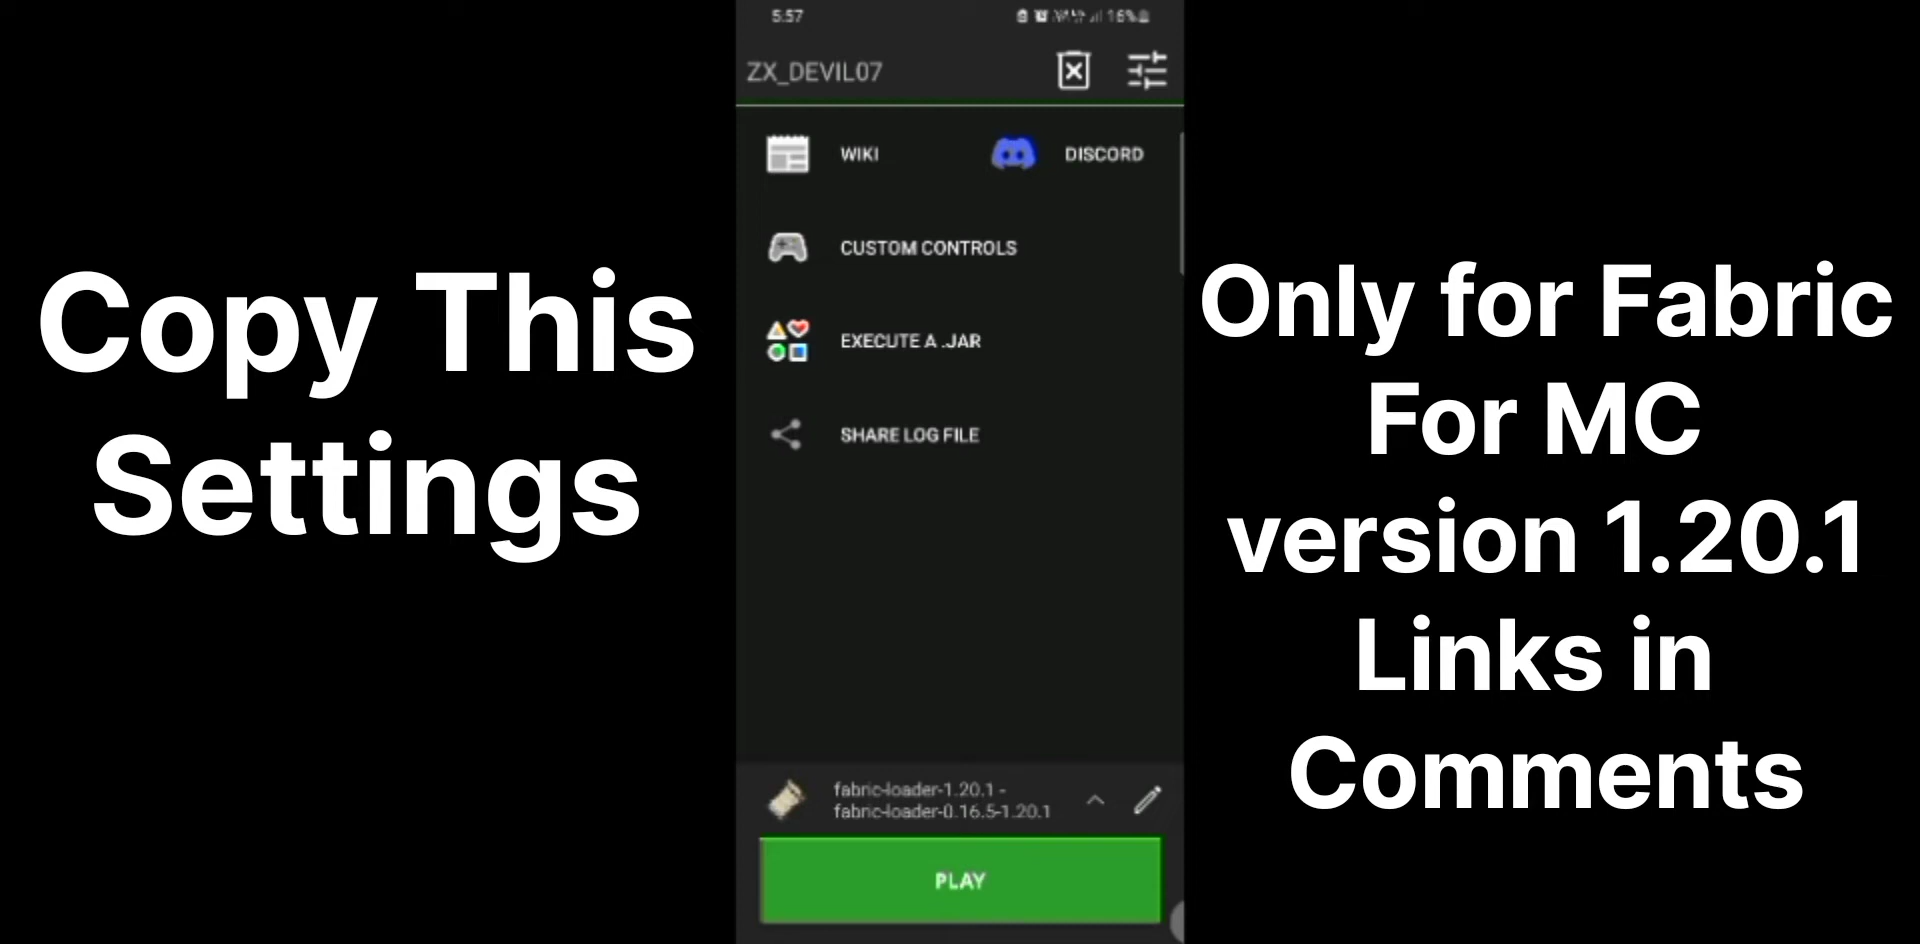 Copy This
Settings
5:57
16%
ZX_DEVIL07
WIKI
DISCORD
CUSTOM CONTROLS
EXECUTE A .JAR
SHARE LOG FILE
fabric-loader-1.20.1 -
fabric-loader-0.16.5-1.20.1
PLAY
Only for Fabric
For MC
version 1.20.1
Links in
Comments